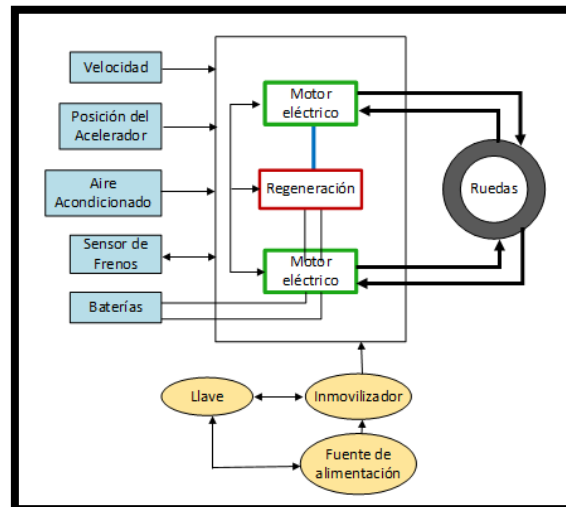 Velocidad
Posición del
Acelerador
Aire
Acondicionado
Sensor de
Frenos
Baterías
Motor
eléctrico
Regeneración
Motor
eléctrico
Ruedas
Llave
Inmovilizador
Fuente de
alimentación